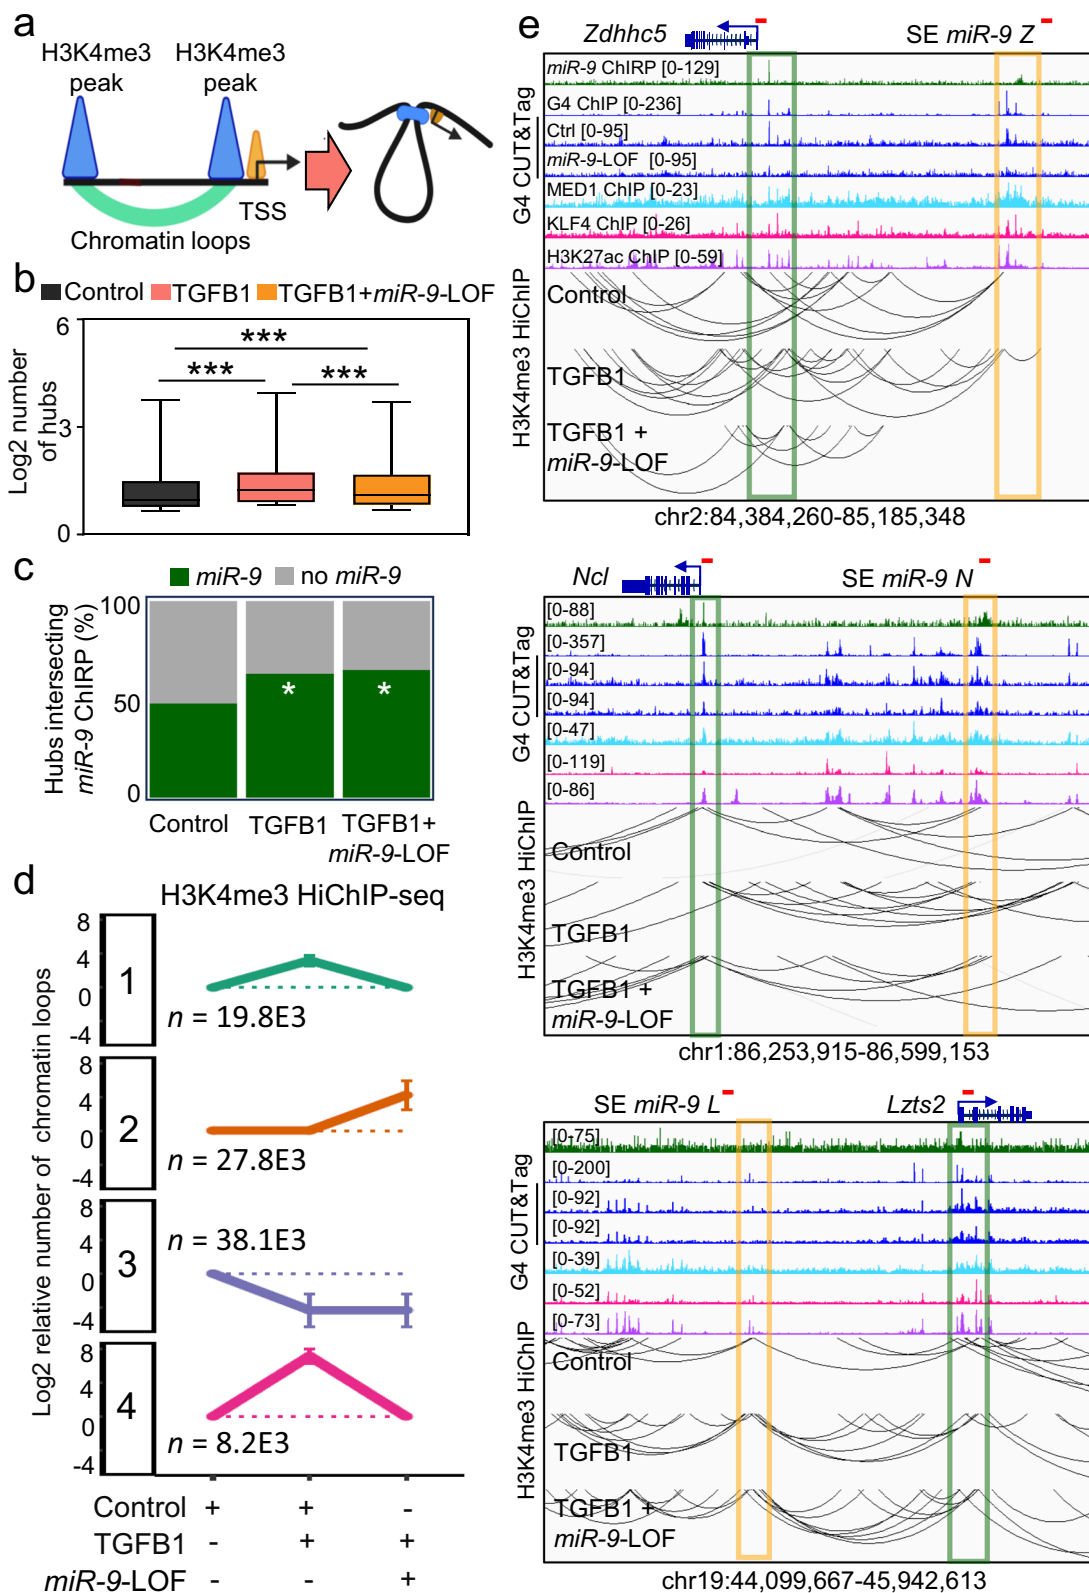 a
H3K4me3
peak
H3K4me3
peak
TSS
Chromatin loops
b
Control
TGFB1
TGFB1+miR-9-LOF
Log2 number
of hubs
6
3
0
***
***
***
c
miR-9
no miR-9
Hubs intersecting
miR-9 ChIRP (%)
100
50
0
*
*
Control
TGFB1
TGFB1+
miR-9-LOF
d
H3K4me3 HiChIP-seq
Log2 relative number of chromatin loops
8
4
0
-4
1
n = 19.8E3
8
4
0
-4
2
n = 27.8E3
8
4
0
-4
3
n = 38.1E3
8
4
0
-4
4
n = 8.2E3
Control + + -
TGFB1 - + +
miR-9-LOF - - +
e
Zdhhc5
SE miR-9 Z
miR-9 ChIRP [0-129]
G4 ChIP [0-236]
G4 CUT&Tag
Ctrl [0-95]
miR-9-LOF [0-95]
MED1 ChIP [0-23]
KLF4 ChIP [0-26]
H3K27ac ChIP [0-59]
H3K4me3 HiChIP
Control
TGFB1
TGFB1 +
miR-9-LOF
chr2:84,384,260-85,185,348
Ncl
SE miR-9 N
[0-88]
[0-357]
G4 CUT&Tag
[0-94]
[0-94]
[0-47]
[0-119]
[0-86]
H3K4me3 HiChIP
Control
TGFB1
TGFB1 +
miR-9-LOF
chr1:86,253,915-86,599,153
SE miR-9 L
Lzts2
[0-75]
[0-200]
G4 CUT&Tag
[0-92]
[0-92]
[0-39]
[0-52]
[0-73]
H3K4me3 HiChIP
Control
TGFB1
TGFB1 +
miR-9-LOF
chr19:44,099,667-45,942,613